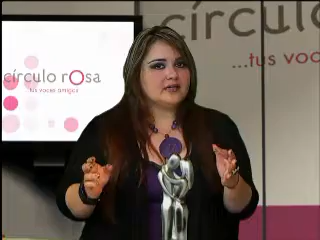 círculo rosa
tus voces amigas
círculo
...tus voc